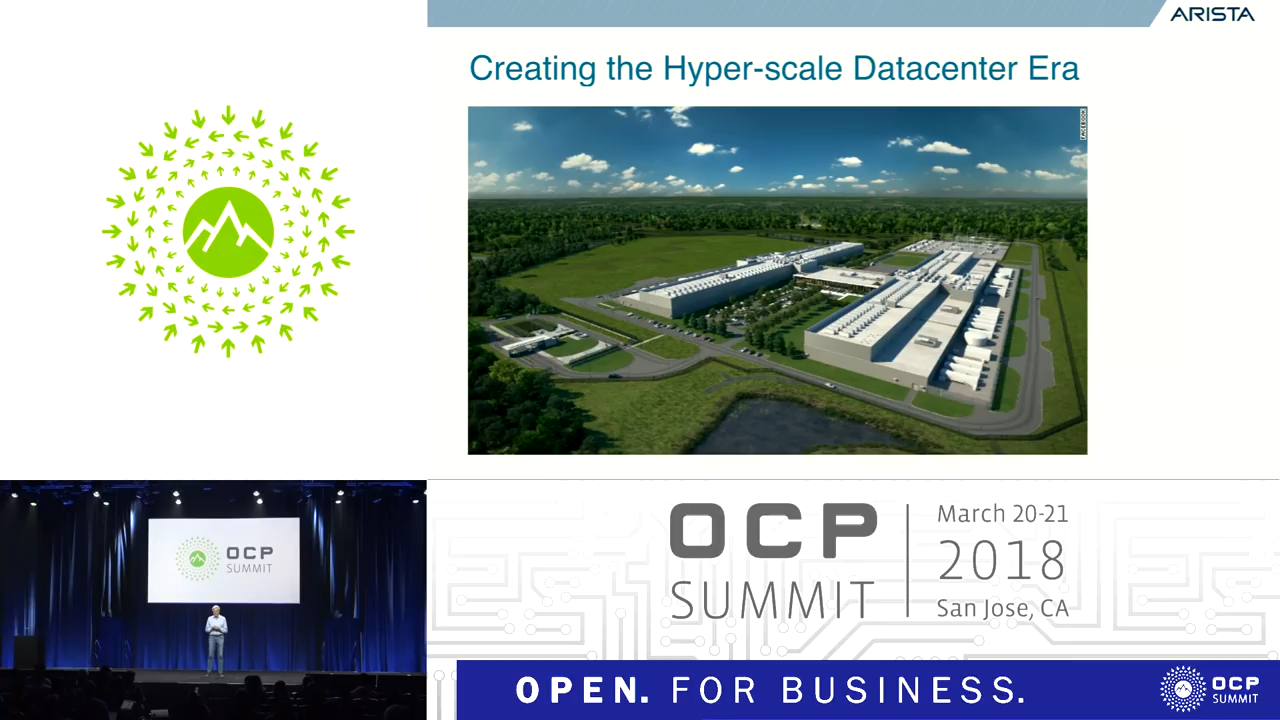 ARISTA
Creating the Hyper-scale Datacenter Era
FACEBOOK
OCP
SUMMIT
OCP
SUMMIT
March 20-21
2018
San Jose, CA
OPEN. FOR BUSINESS.
OCP
SUMMIT